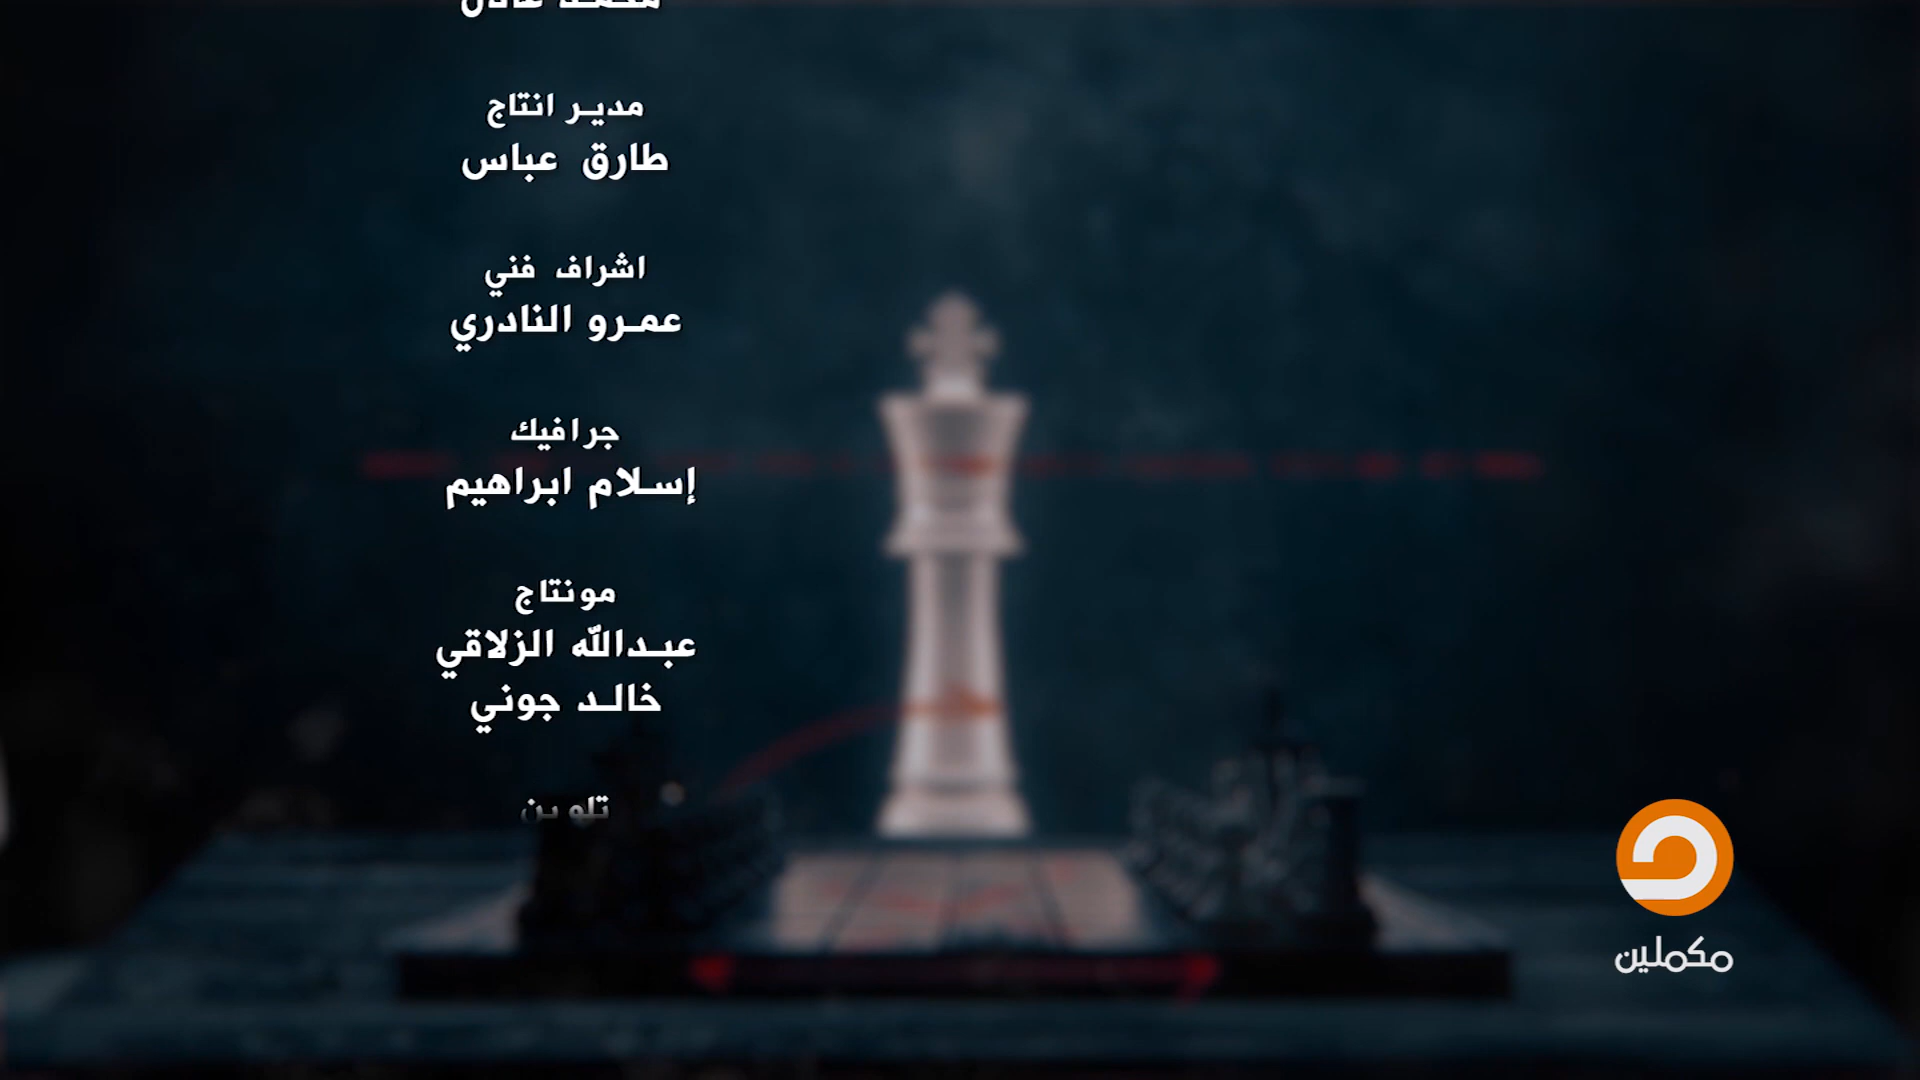 مدير انتاج
طارق عباس
اشراف فني
عمرو النادري
جرافيك
إسلام ابراهيم
مونتاج
عبدالله الزلاقي
خالد جوني
تلوين
مكملين